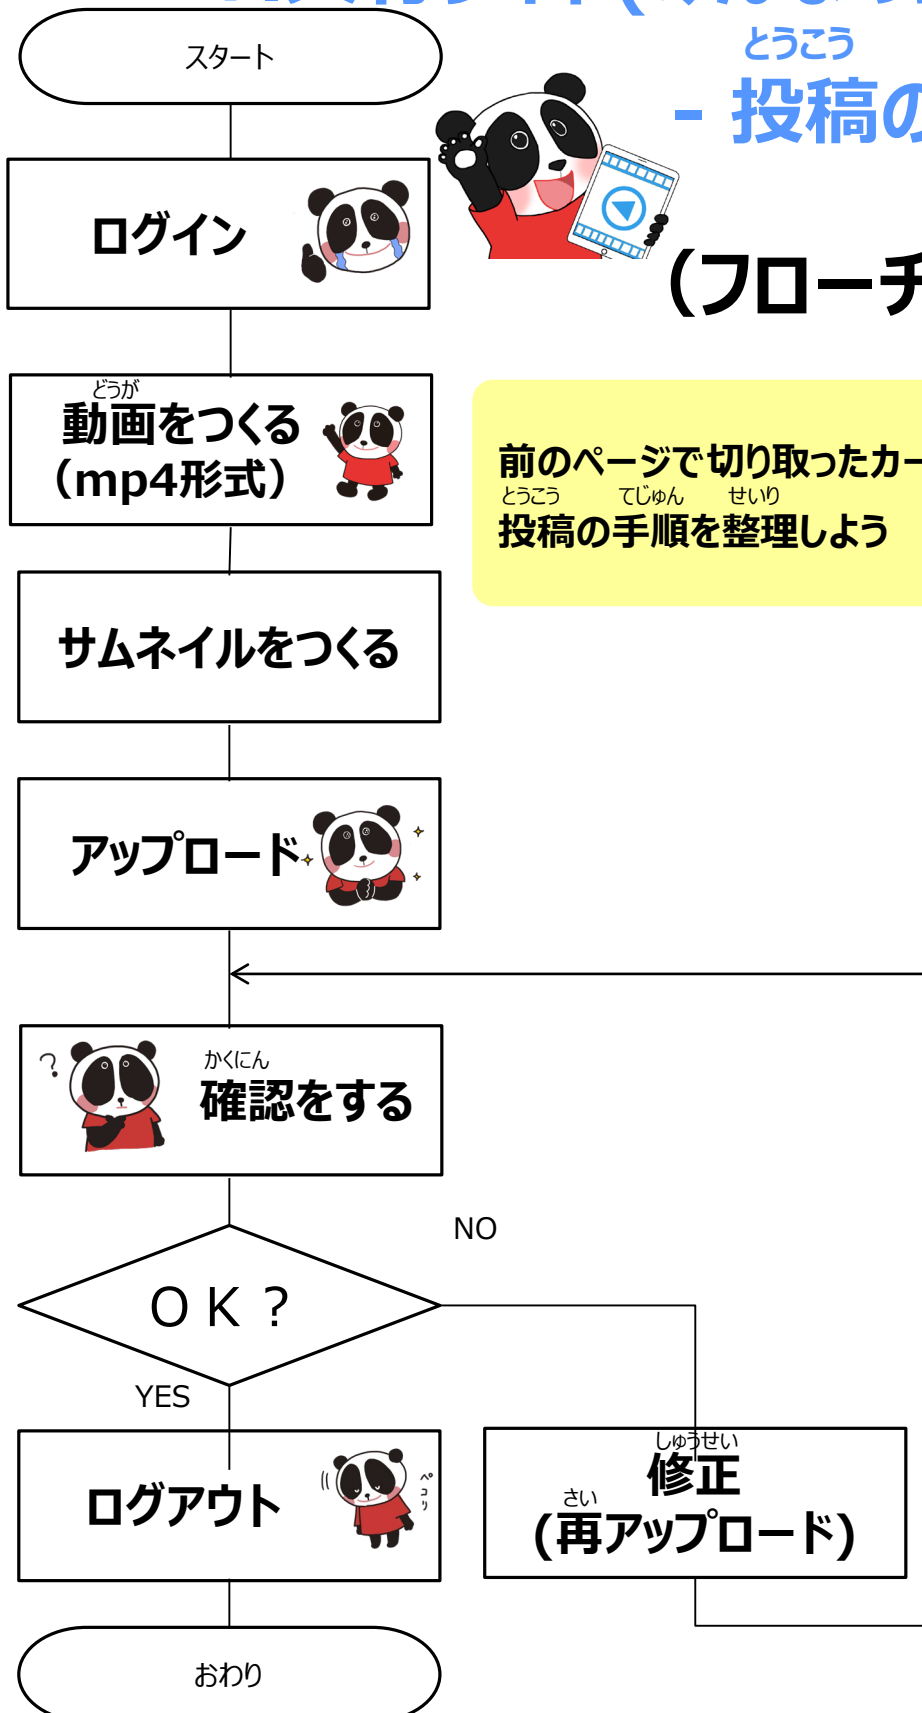 とうこう
- 投稿の
(フローチ
スタート
ログイン
どうが
動画をつくる
（mp4形式）
前のページで切り取ったカー
とうこう てじゅん せいり
投稿の手順を整理しよう
サムネイルをつくる
アップロード
？
かくにん
確認をする
NO
ＯＫ？
YES
ログアウト
ペコリ
しゅうせい
修正
さい
(再アップロード)
おわり